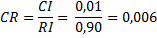 CR = CI/RI = 0,01/0,90 = 0,006